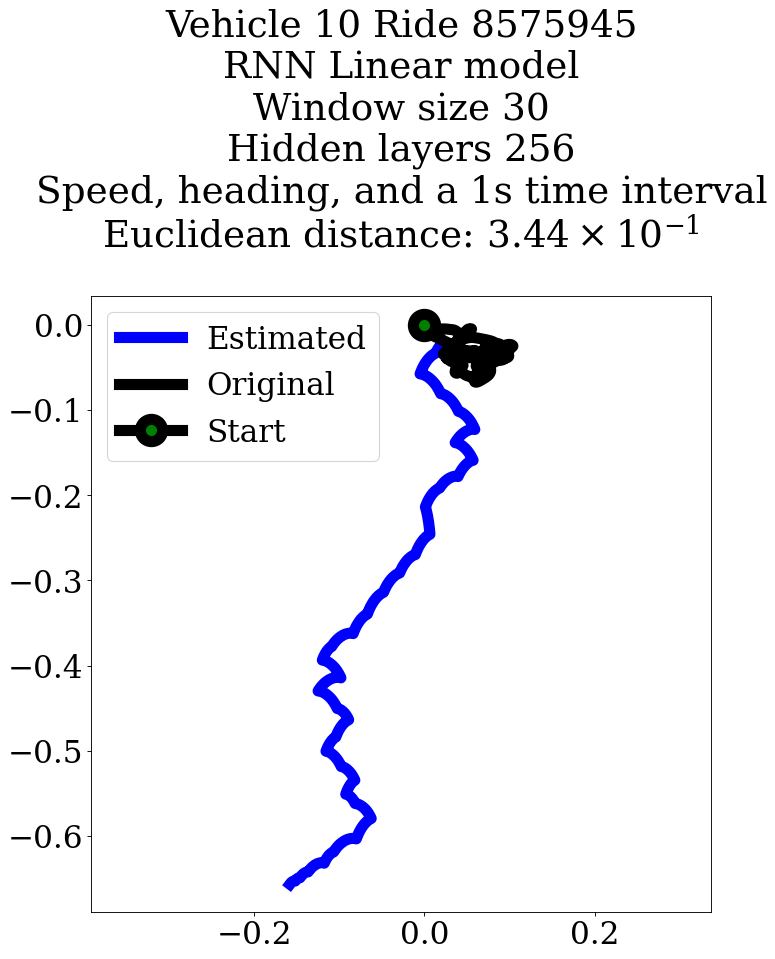 Vehicle 10 Ride 8575945
RNN Linear model
Window size 30
Hidden layers 256
Speed, heading, and a 1s time interval
Euclidean distance: 3.44 × 10⁻¹
Estimated
Original
Start
0.0
−0.1
−0.2
−0.3
−0.4
−0.5
−0.6
−0.2 0.0 0.2